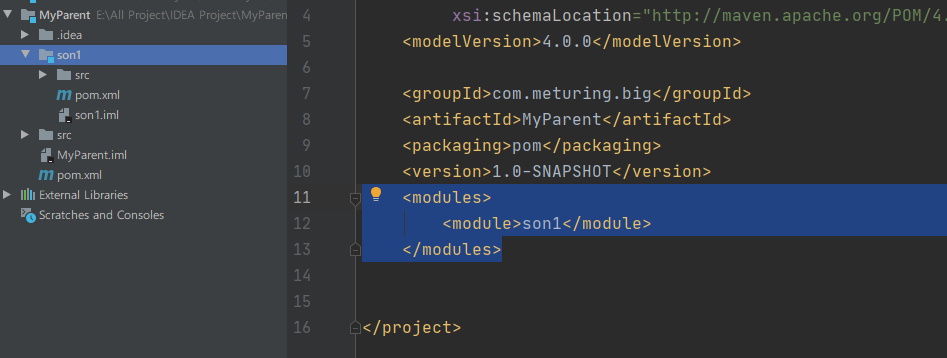 MyParent E:\All Project\IDEA Project\MyParent
.idea
son1
src
pom.xml
son1.iml
src
MyParent.iml
pom.xml
External Libraries
Scratches and Consoles
4 xsi:schemaLocation="http://maven.apache.org/POM/4.
5 <modelVersion>4.0.0</modelVersion>
6
7 <groupId>com.meturing.big</groupId>
8 <artifactId>MyParent</artifactId>
9 <packaging>pom</packaging>
10 <version>1.0-SNAPSHOT</version>
11 <modules>
12 <module>son1</module>
13 </modules>
14
15
16 </project>